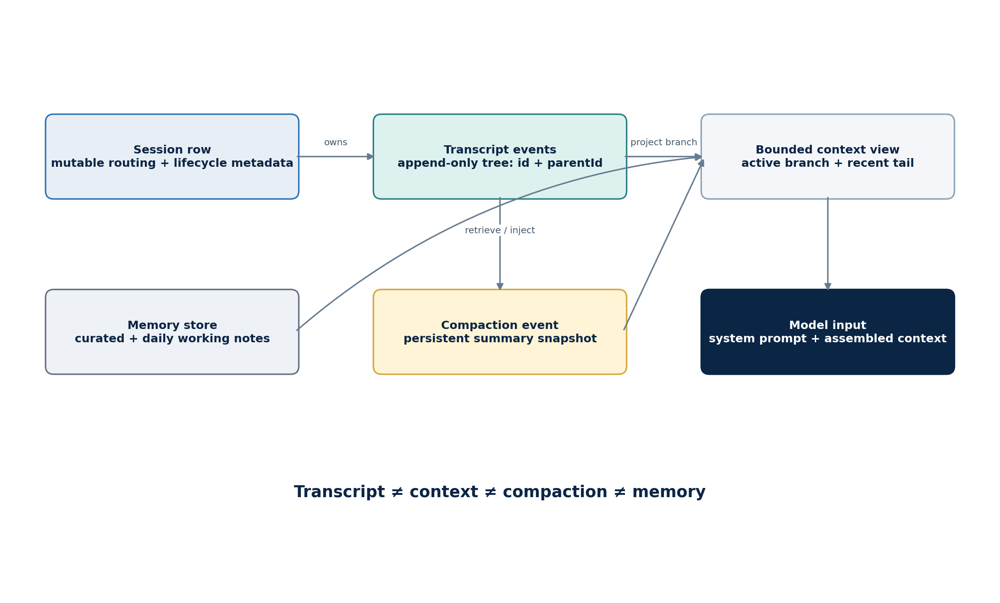 Session row
mutable routing + lifecycle metadata
owns
Transcript events
append-only tree: id + parentId
project branch
Bounded context view
active branch + recent tail
retrieve / inject
Memory store
curated + daily working notes
Compaction event
persistent summary snapshot
Model input
system prompt + assembled context
Transcript ≠ context ≠ compaction ≠ memory